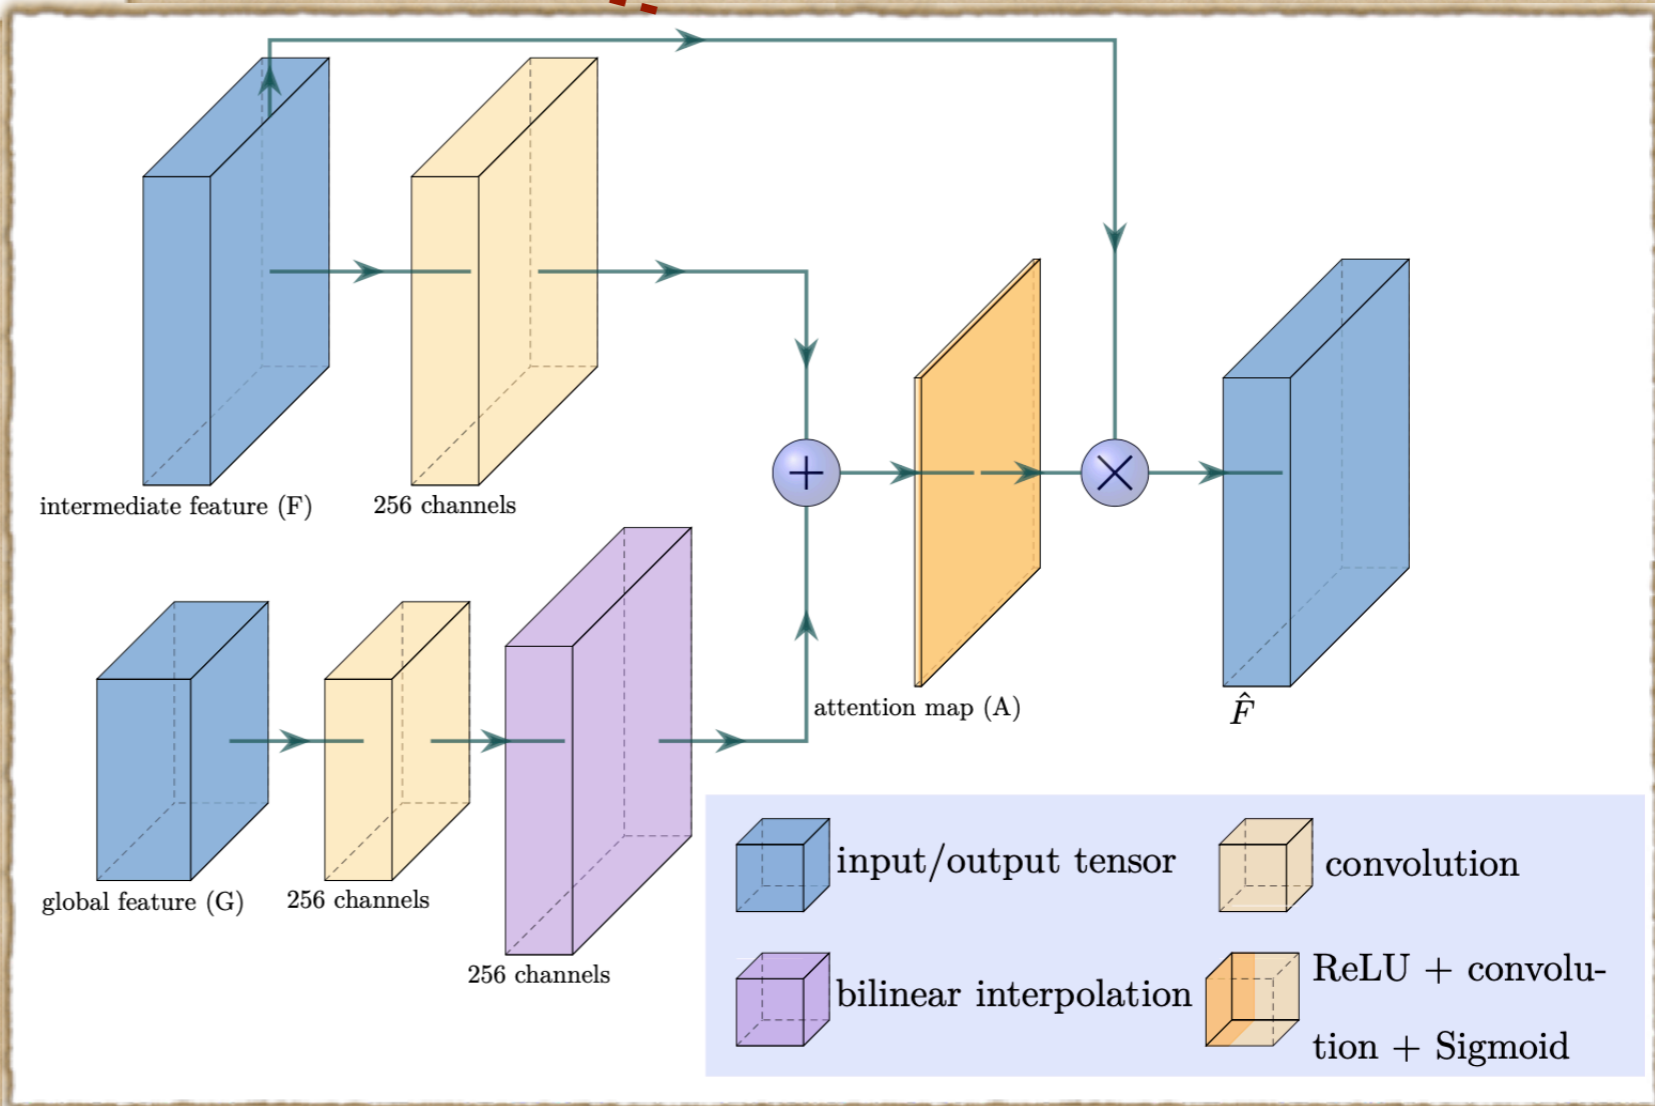 intermediate feature (F)
256 channels
+
attention map (A)
×
F̂
global feature (G)
256 channels
256 channels
input/output tensor
convolution
bilinear interpolation
ReLU + convolu-
tion + Sigmoid